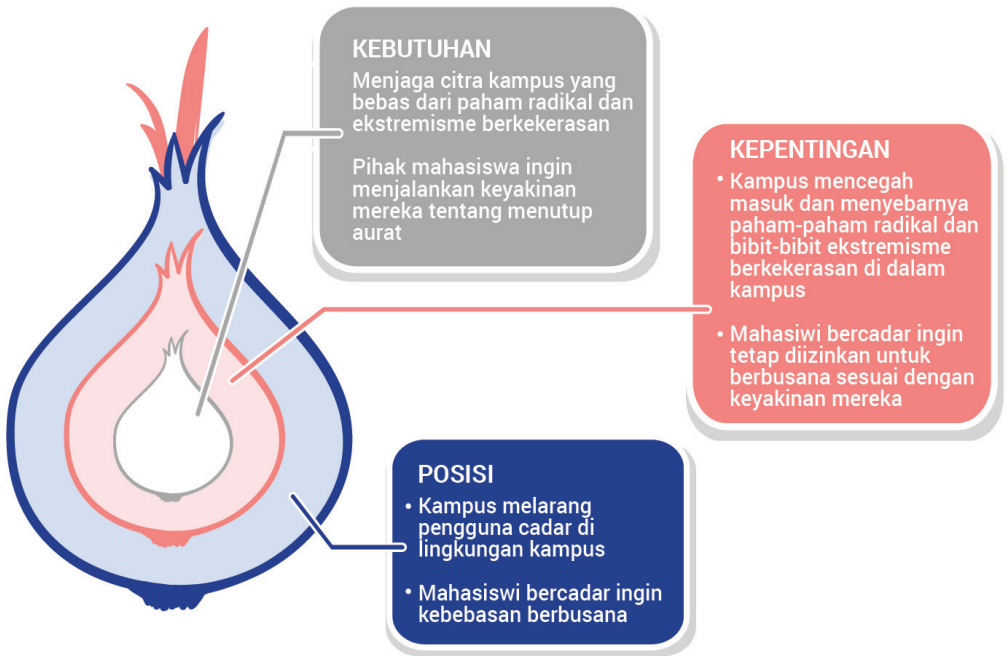 KEBUTUHAN
Menjaga citra kampus yang
bebas dari paham radikal dan
ekstremisme berkekerasan
Pihak mahasiswa ingin
menjalankan keyakinan
mereka tentang menutup
aurat
KEPENTINGAN
• Kampus mencegah
masuk dan menyebarnya
paham-paham radikal dan
bibit-bibit ekstremisme
berkekerasan di dalam
kampus
• Mahasiwi bercadar ingin
tetap diizinkan untuk
berbusana sesuai dengan
keyakinan mereka
POSISI
• Kampus melarang
pengguna cadar di
lingkungan kampus
• Mahasiswi bercadar ingin
kebebasan berbusana